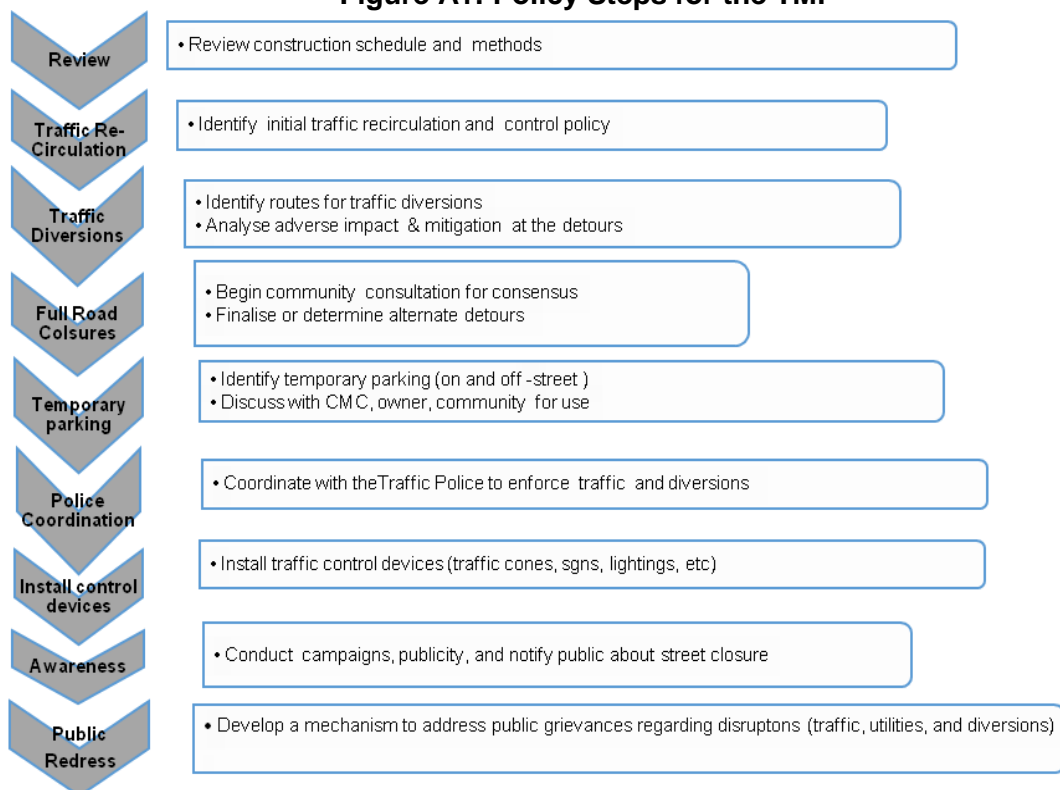 Figure A1: Policy Steps for the TMP
Review
• Review construction schedule and methods
Traffic Re-
Circulation
• Identify initial traffic recirculation and control policy
Traffic
Diversions
• Identify routes for traffic diversions
• Analyse adverse impact & mitigation at the detours
Full Road
Colsures
• Begin community consultation for consensus
• Finalise or determine alternate detours
Temporary
parking
• Identify temporary parking (on and off -street )
• Discuss with CMC, owner, community for use
Police
Coordination
• Coordinate with theTraffic Police to enforce traffic and diversions
Install control
devices
• Install traffic control devices (traffic cones, sgns, lightings, etc)
Awareness
• Conduct campaigns, publicity, and notify public about street closure
Public
Redress
• Develop a mechanism to address public grievances regarding disruptons (traffic, utilities, and diversions)